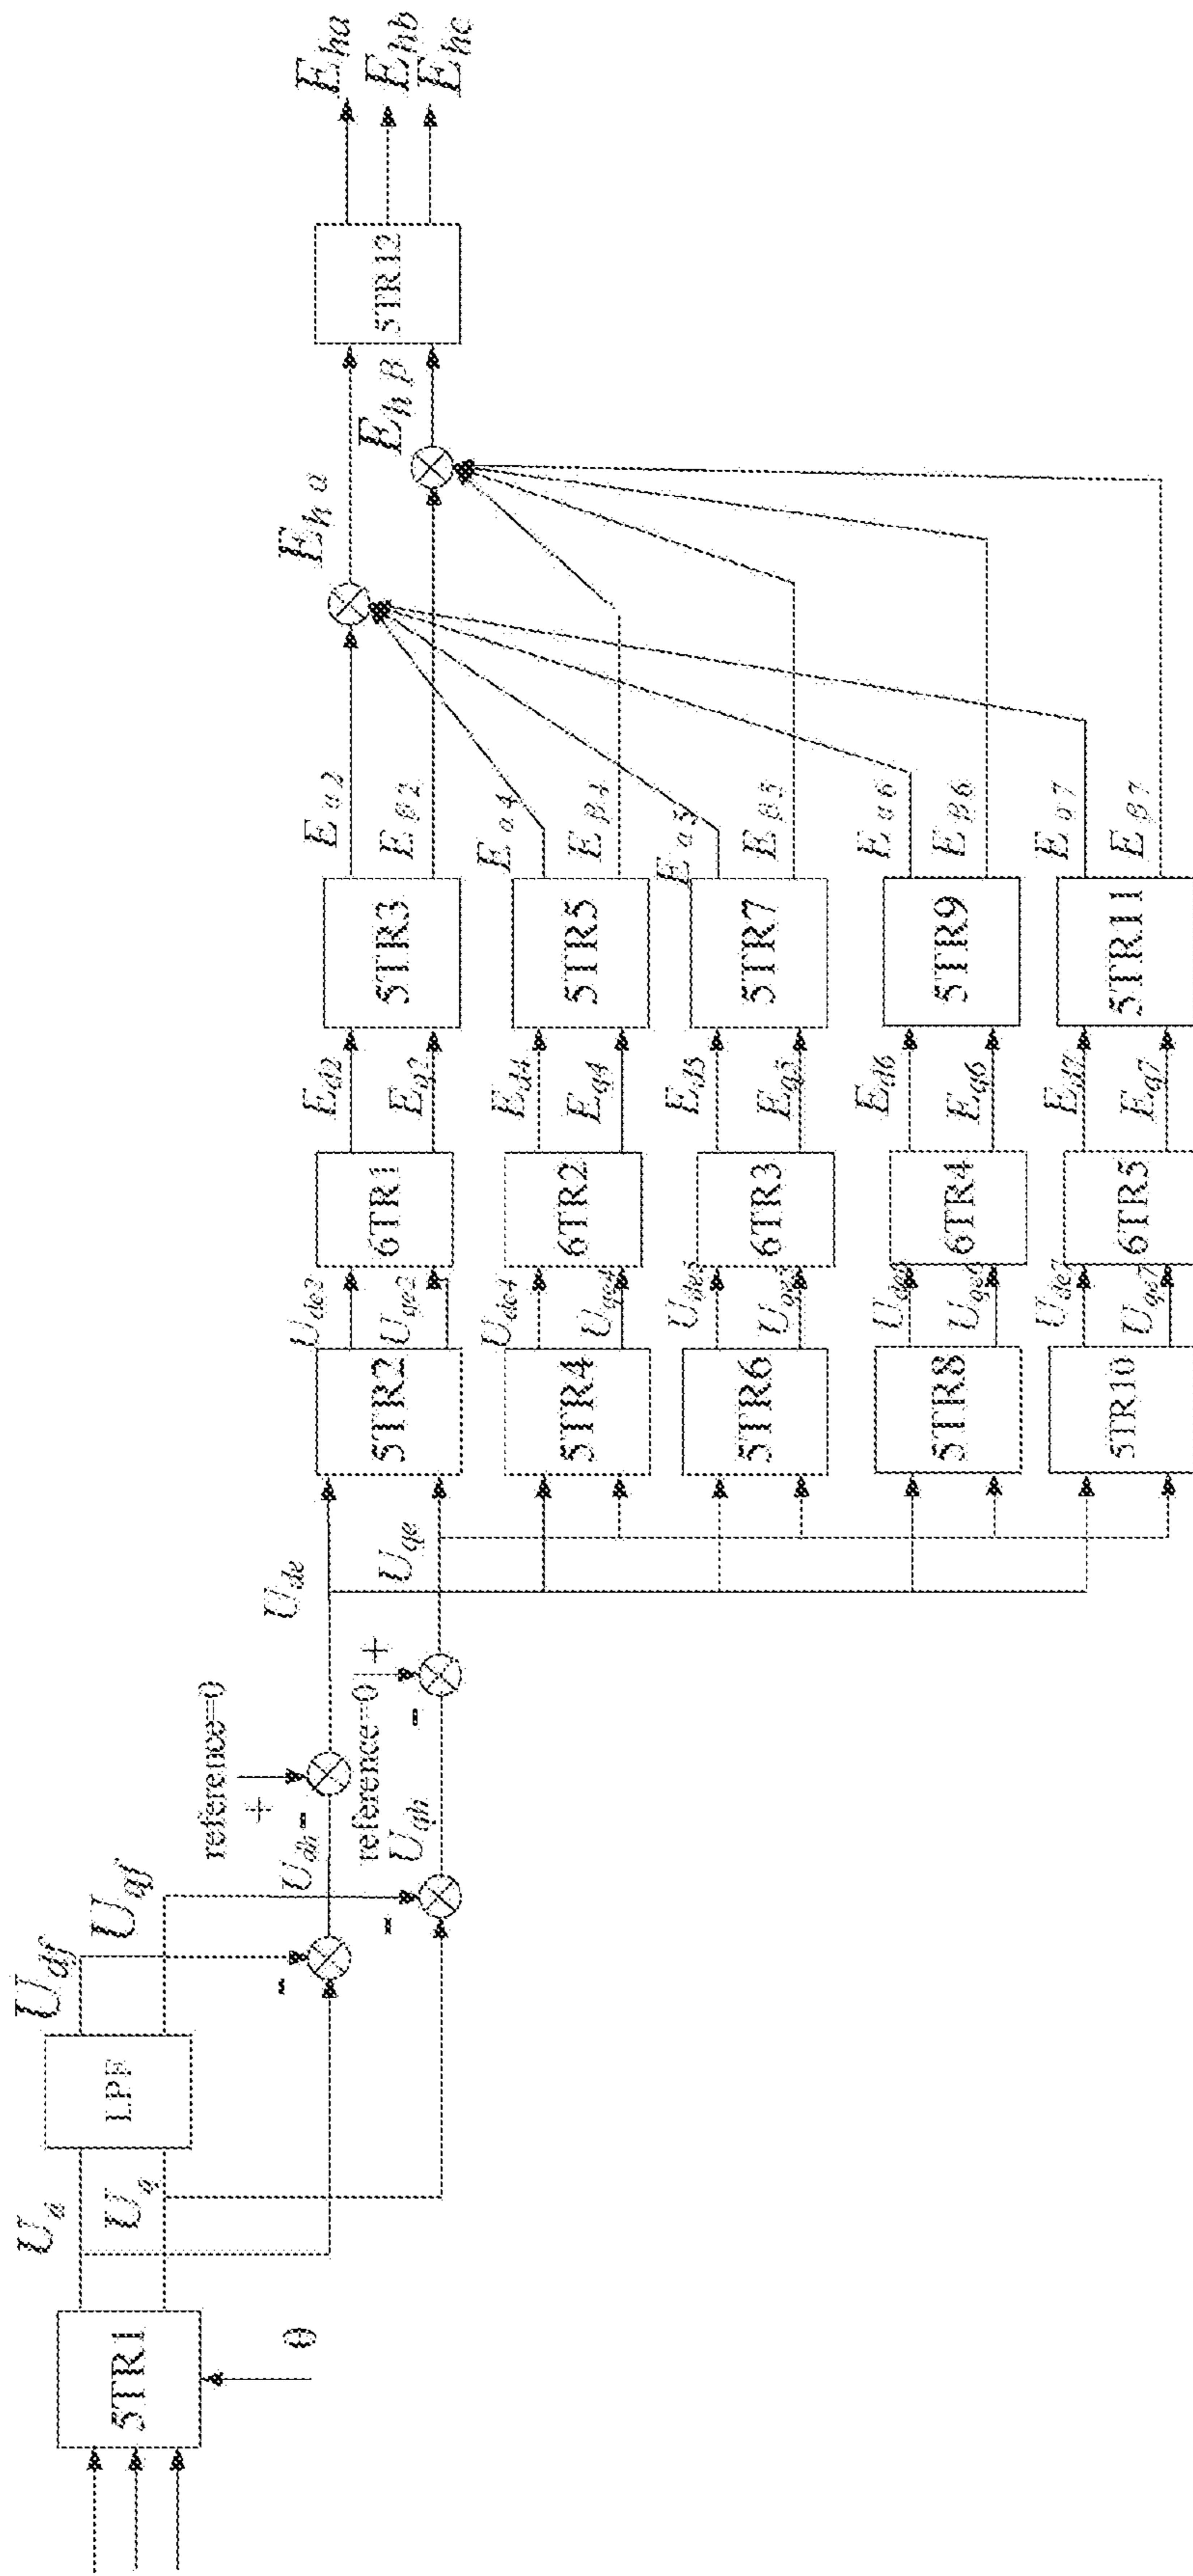 5TR1
θ
U_d
U_q
LPF
U_df
U_qf
-
-
U_dh
U_qh
reference=0
+
-
reference=0
+
-
U_de
U_qe
5TR2
U_de2
U_qe2
6TR1
E_d2
E_q2
5TR3
E_α2
E_β2
5TR4
U_de4
U_qe4
6TR2
E_d4
E_q4
5TR5
E_α4
E_β4
5TR6
U_de5
U_qe5
6TR3
E_d5
E_q5
5TR7
E_α5
E_β5
5TR8
U_de6
U_qe6
6TR4
E_d6
E_q6
5TR9
E_α6
E_β6
5TR10
U_de7
U_qe7
6TR5
E_d7
E_q7
5TR11
E_α7
E_β7
E_hα
E_hβ
5TR12
E_ha
E_hb
E_hc